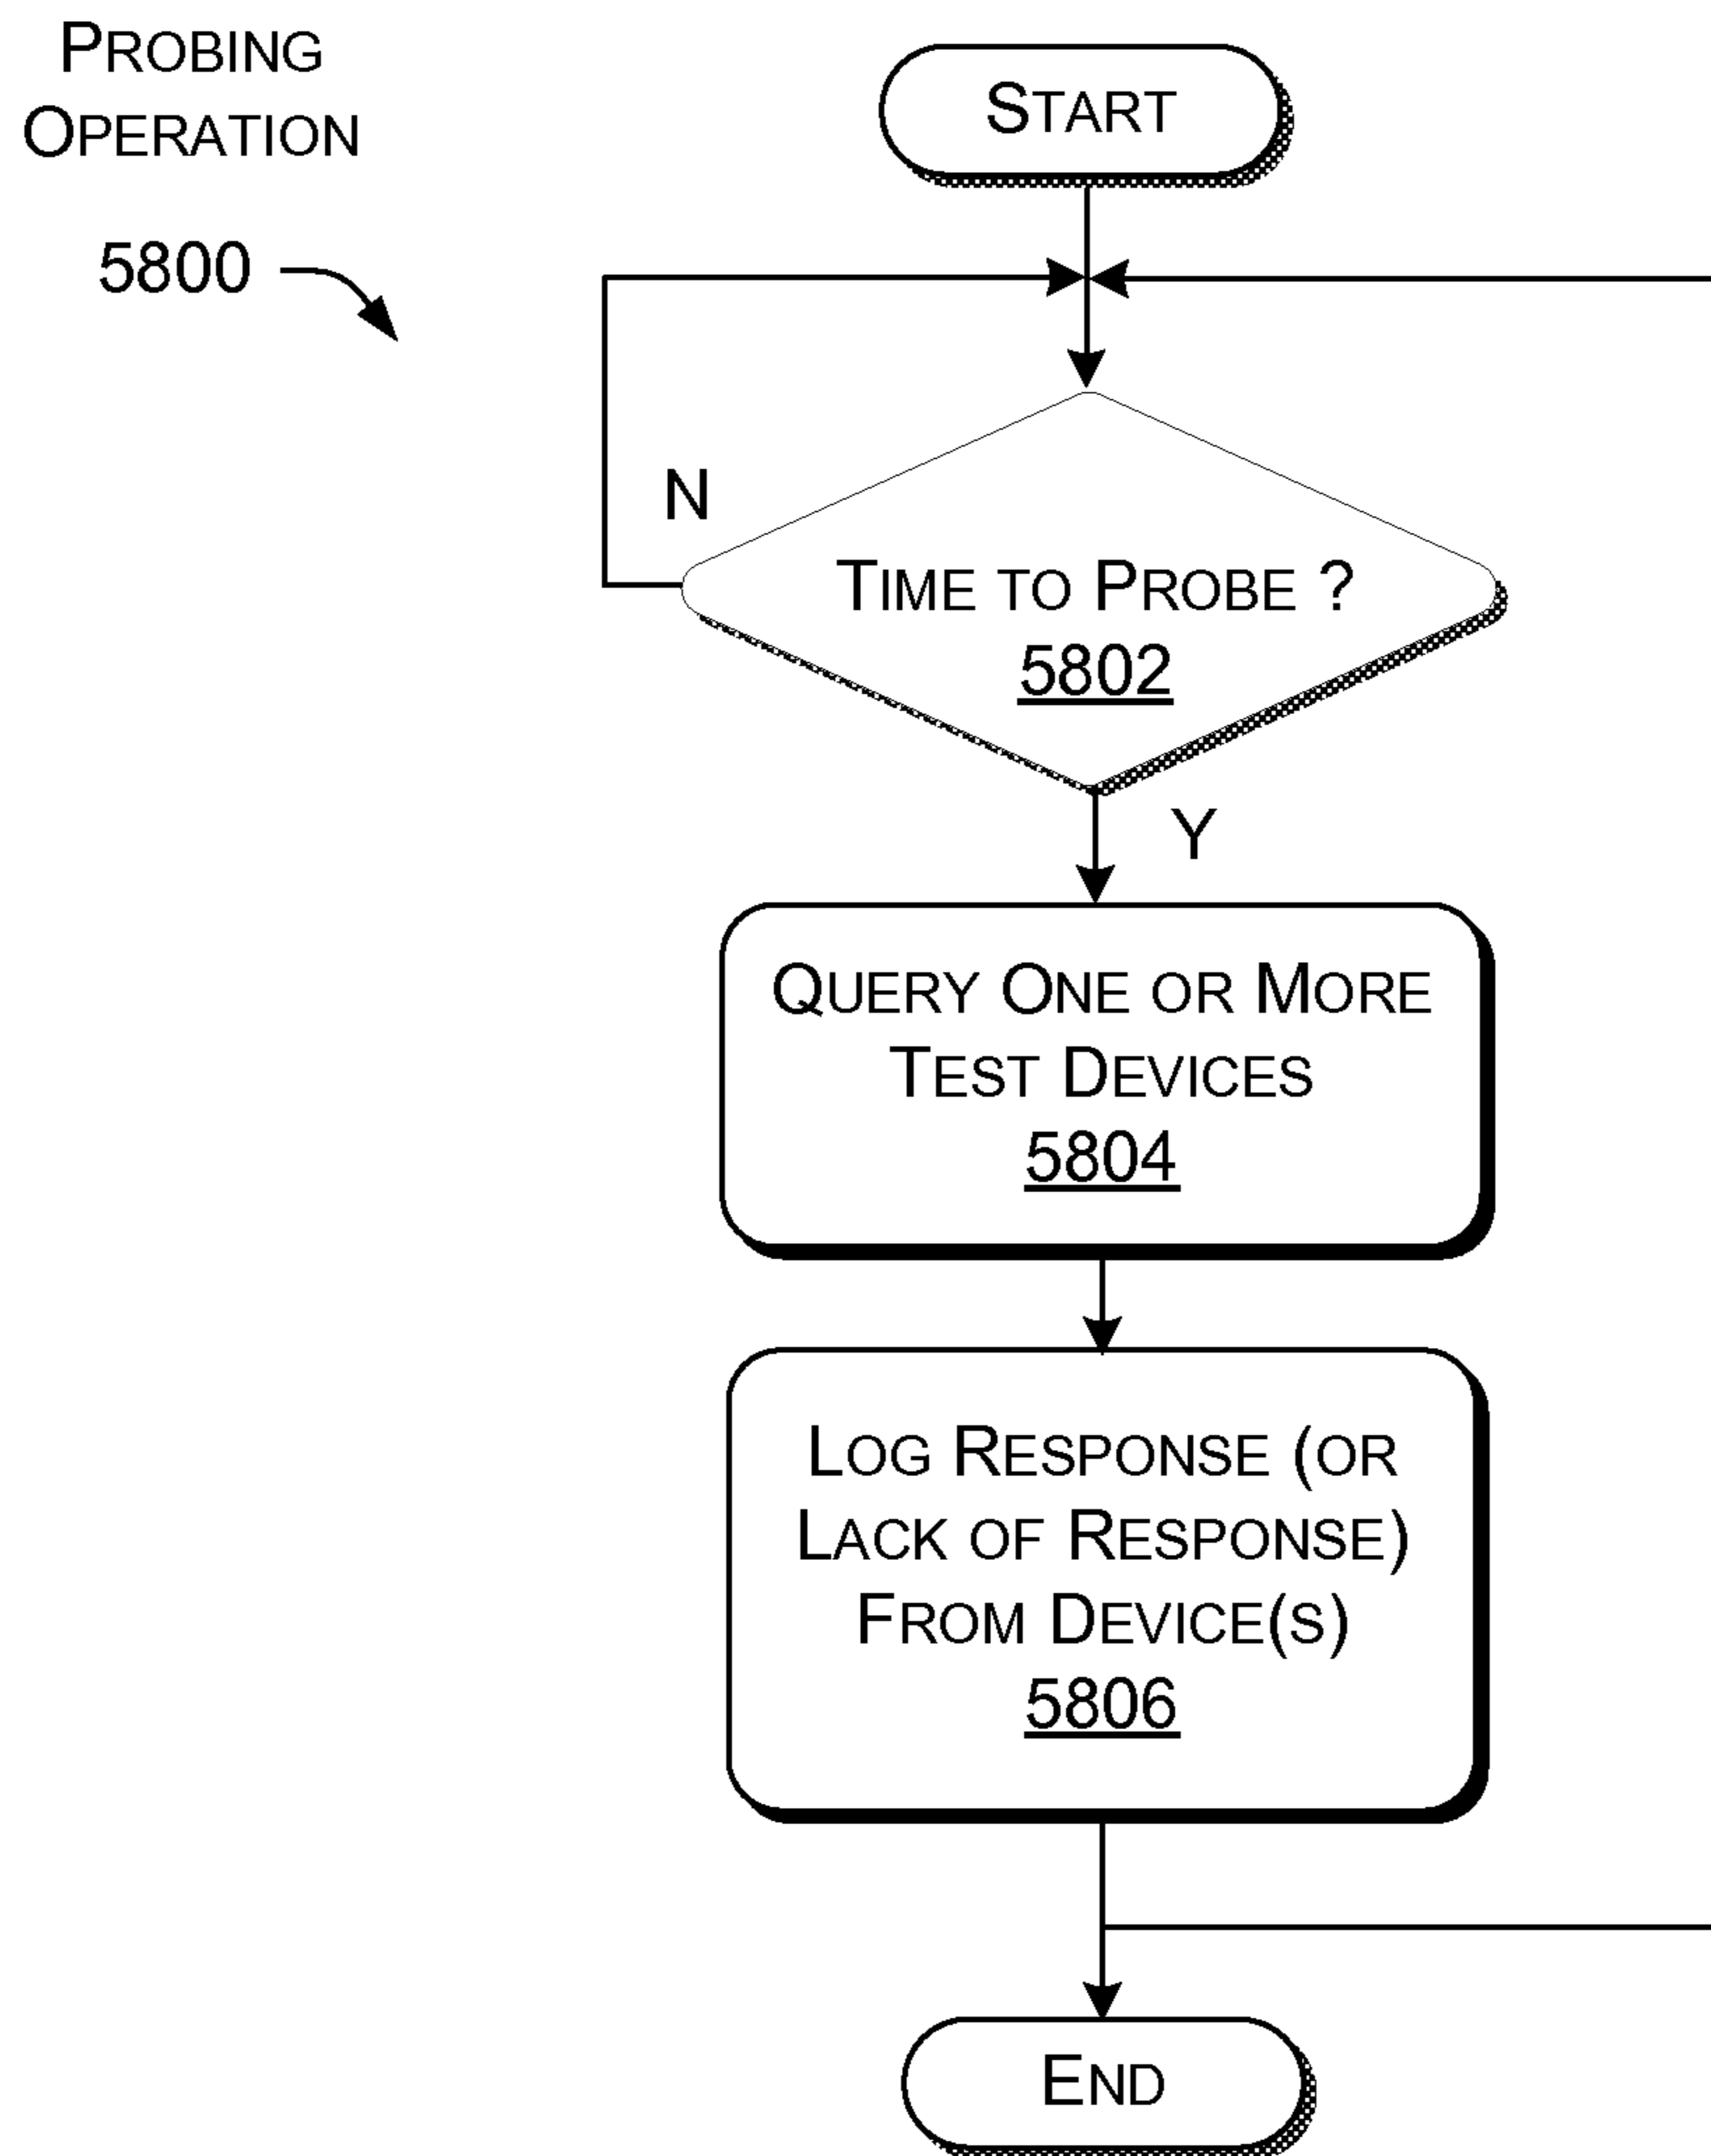 PROBING
OPERATION
5800
START
N
TIME TO PROBE ?
5802
Y
QUERY ONE OR MORE
TEST DEVICES
5804
LOG RESPONSE (OR
LACK OF RESPONSE)
FROM DEVICE(S)
5806
END